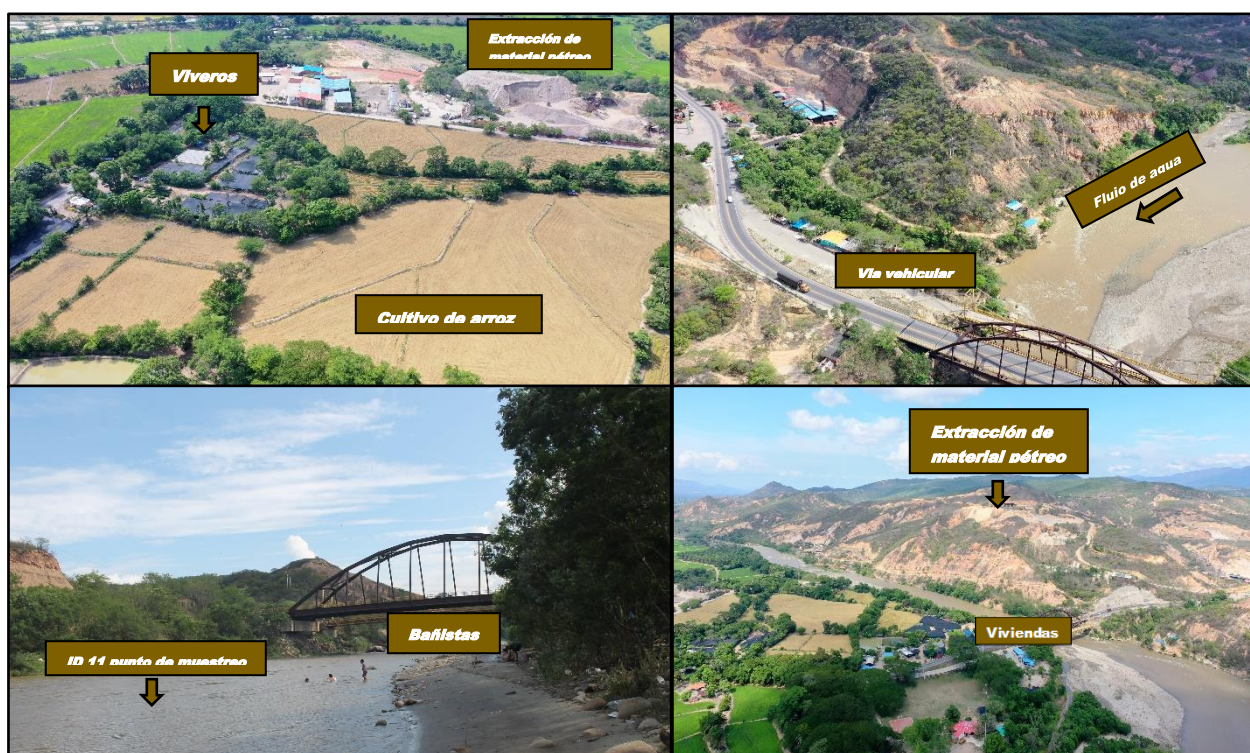 Viveros
Extracción de
material pétreo
Cultivo de arroz
Flujo de agua
Vía vehicular
ID 11 punto de muestreo
Bañistas
Extracción de
material pétreo
Viviendas